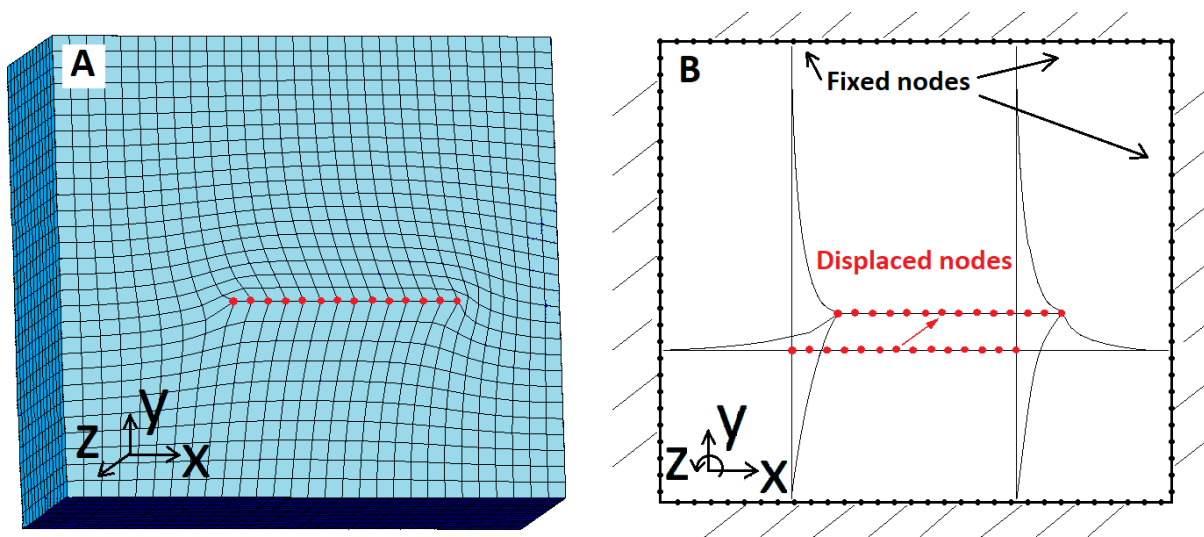 A
y
z
x
B
Fixed nodes
Displaced nodes
y
z
x